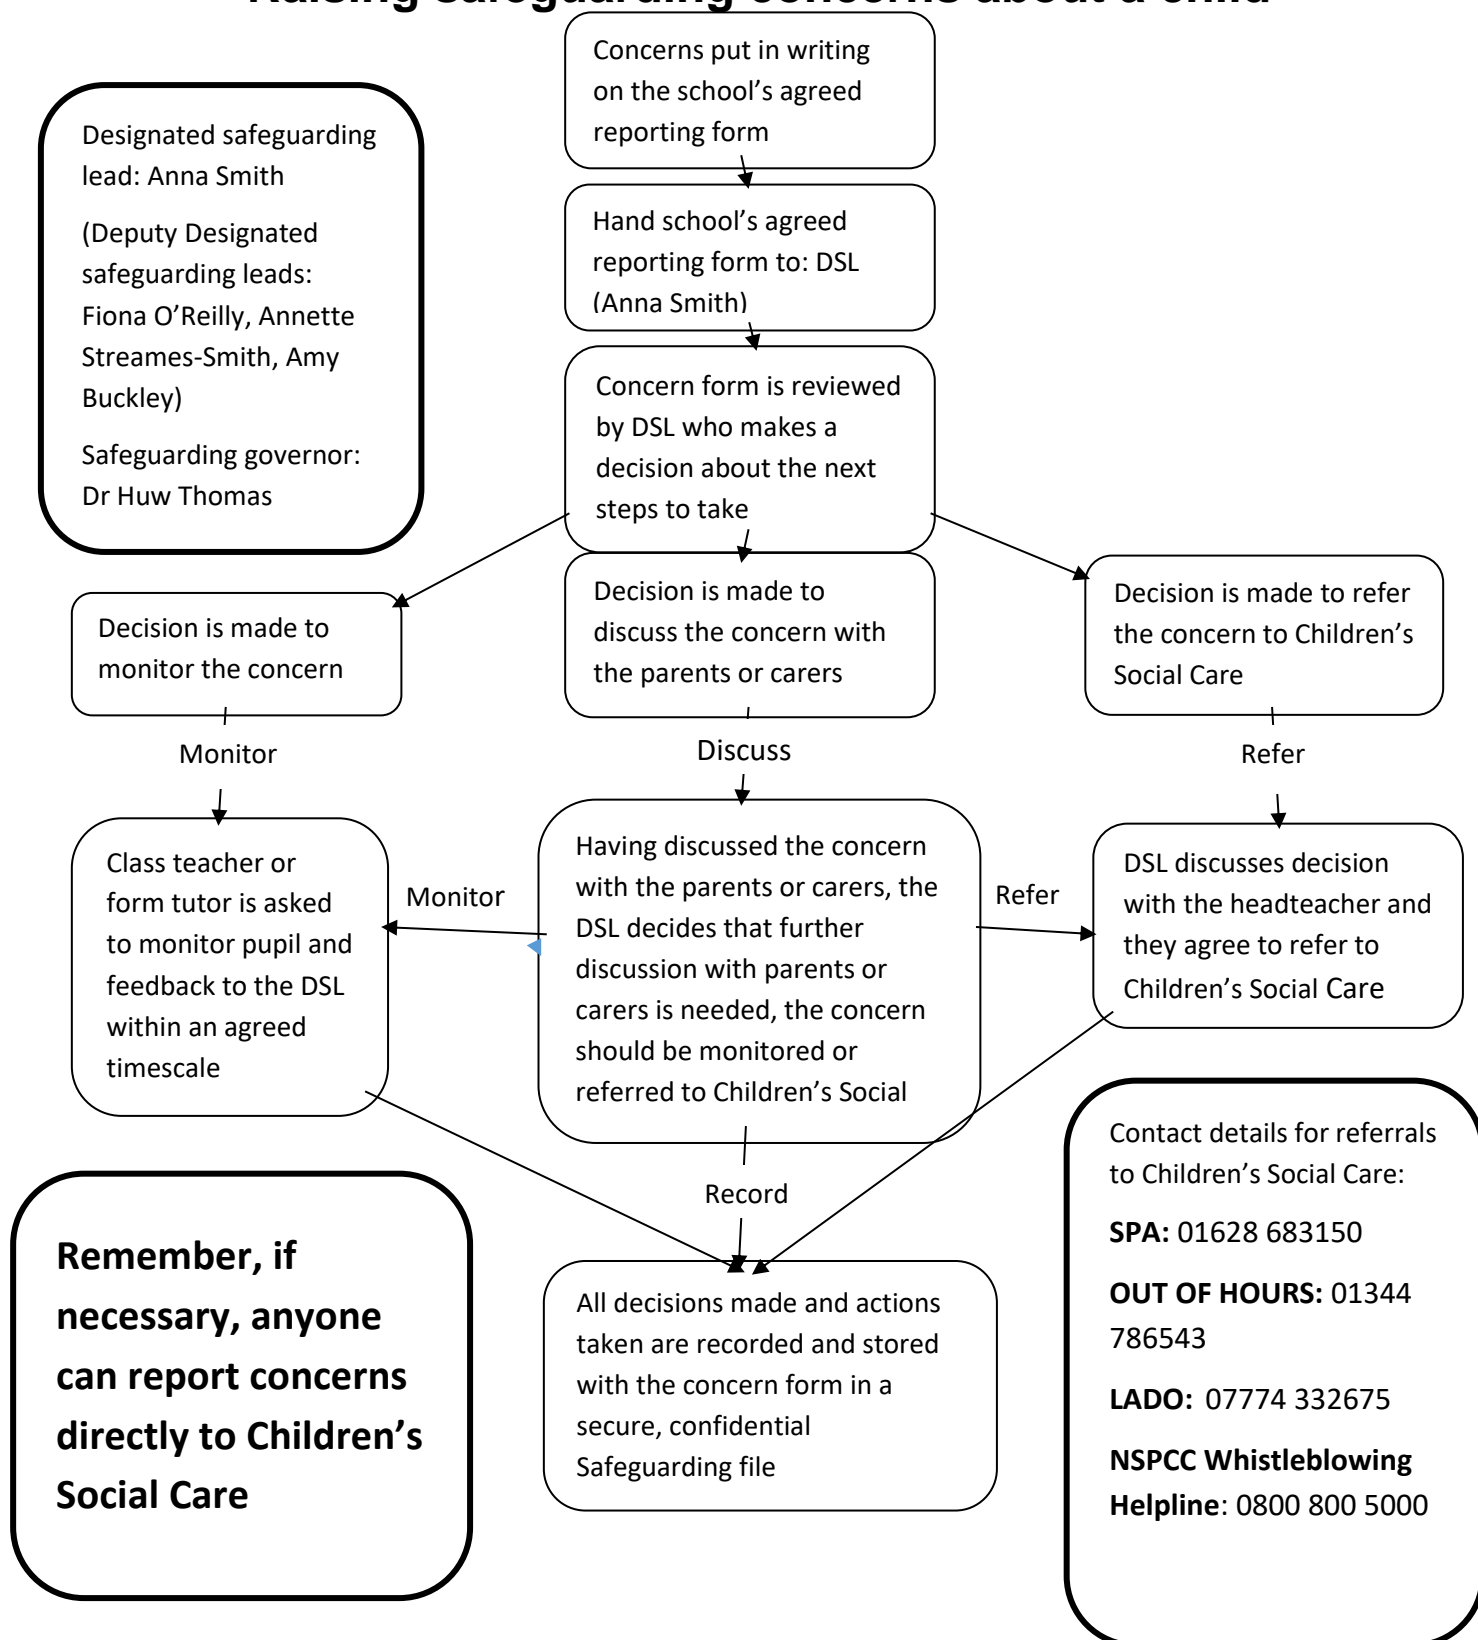 Raising safeguarding concerns about a child
Concerns put in writing
on the school's agreed
reporting form
Designated safeguarding
lead: Anna Smith
(Deputy Designated
safeguarding leads:
Fiona O'Reilly, Annette
Streames-Smith, Amy
Buckley)
Safeguarding governor:
Dr Huw Thomas
Hand school's agreed
reporting form to: DSL
(Anna Smith)
Concern form is reviewed
by DSL who makes a
decision about the next
steps to take
Decision is made to
monitor the concern
Decision is made to
discuss the concern with
the parents or carers
Decision is made to refer
the concern to Children's
Social Care
Monitor
Discuss
Refer
Class teacher or
form tutor is asked
to monitor pupil and
feedback to the DSL
within an agreed
timescale
Monitor
Having discussed the concern
with the parents or carers, the
DSL decides that further
discussion with parents or
carers is needed, the concern
should be monitored or
referred to Children's Social
Refer
DSL discusses decision
with the headteacher and
they agree to refer to
Children's Social Care
Record
Remember, if
necessary, anyone
can report concerns
directly to Children's
Social Care
All decisions made and actions
taken are recorded and stored
with the concern form in a
secure, confidential
Safeguarding file
Contact details for referrals
to Children's Social Care:
SPA: 01628 683150
OUT OF HOURS: 01344
786543
LADO: 07774 332675
NSPCC Whistleblowing
Helpline: 0800 800 5000